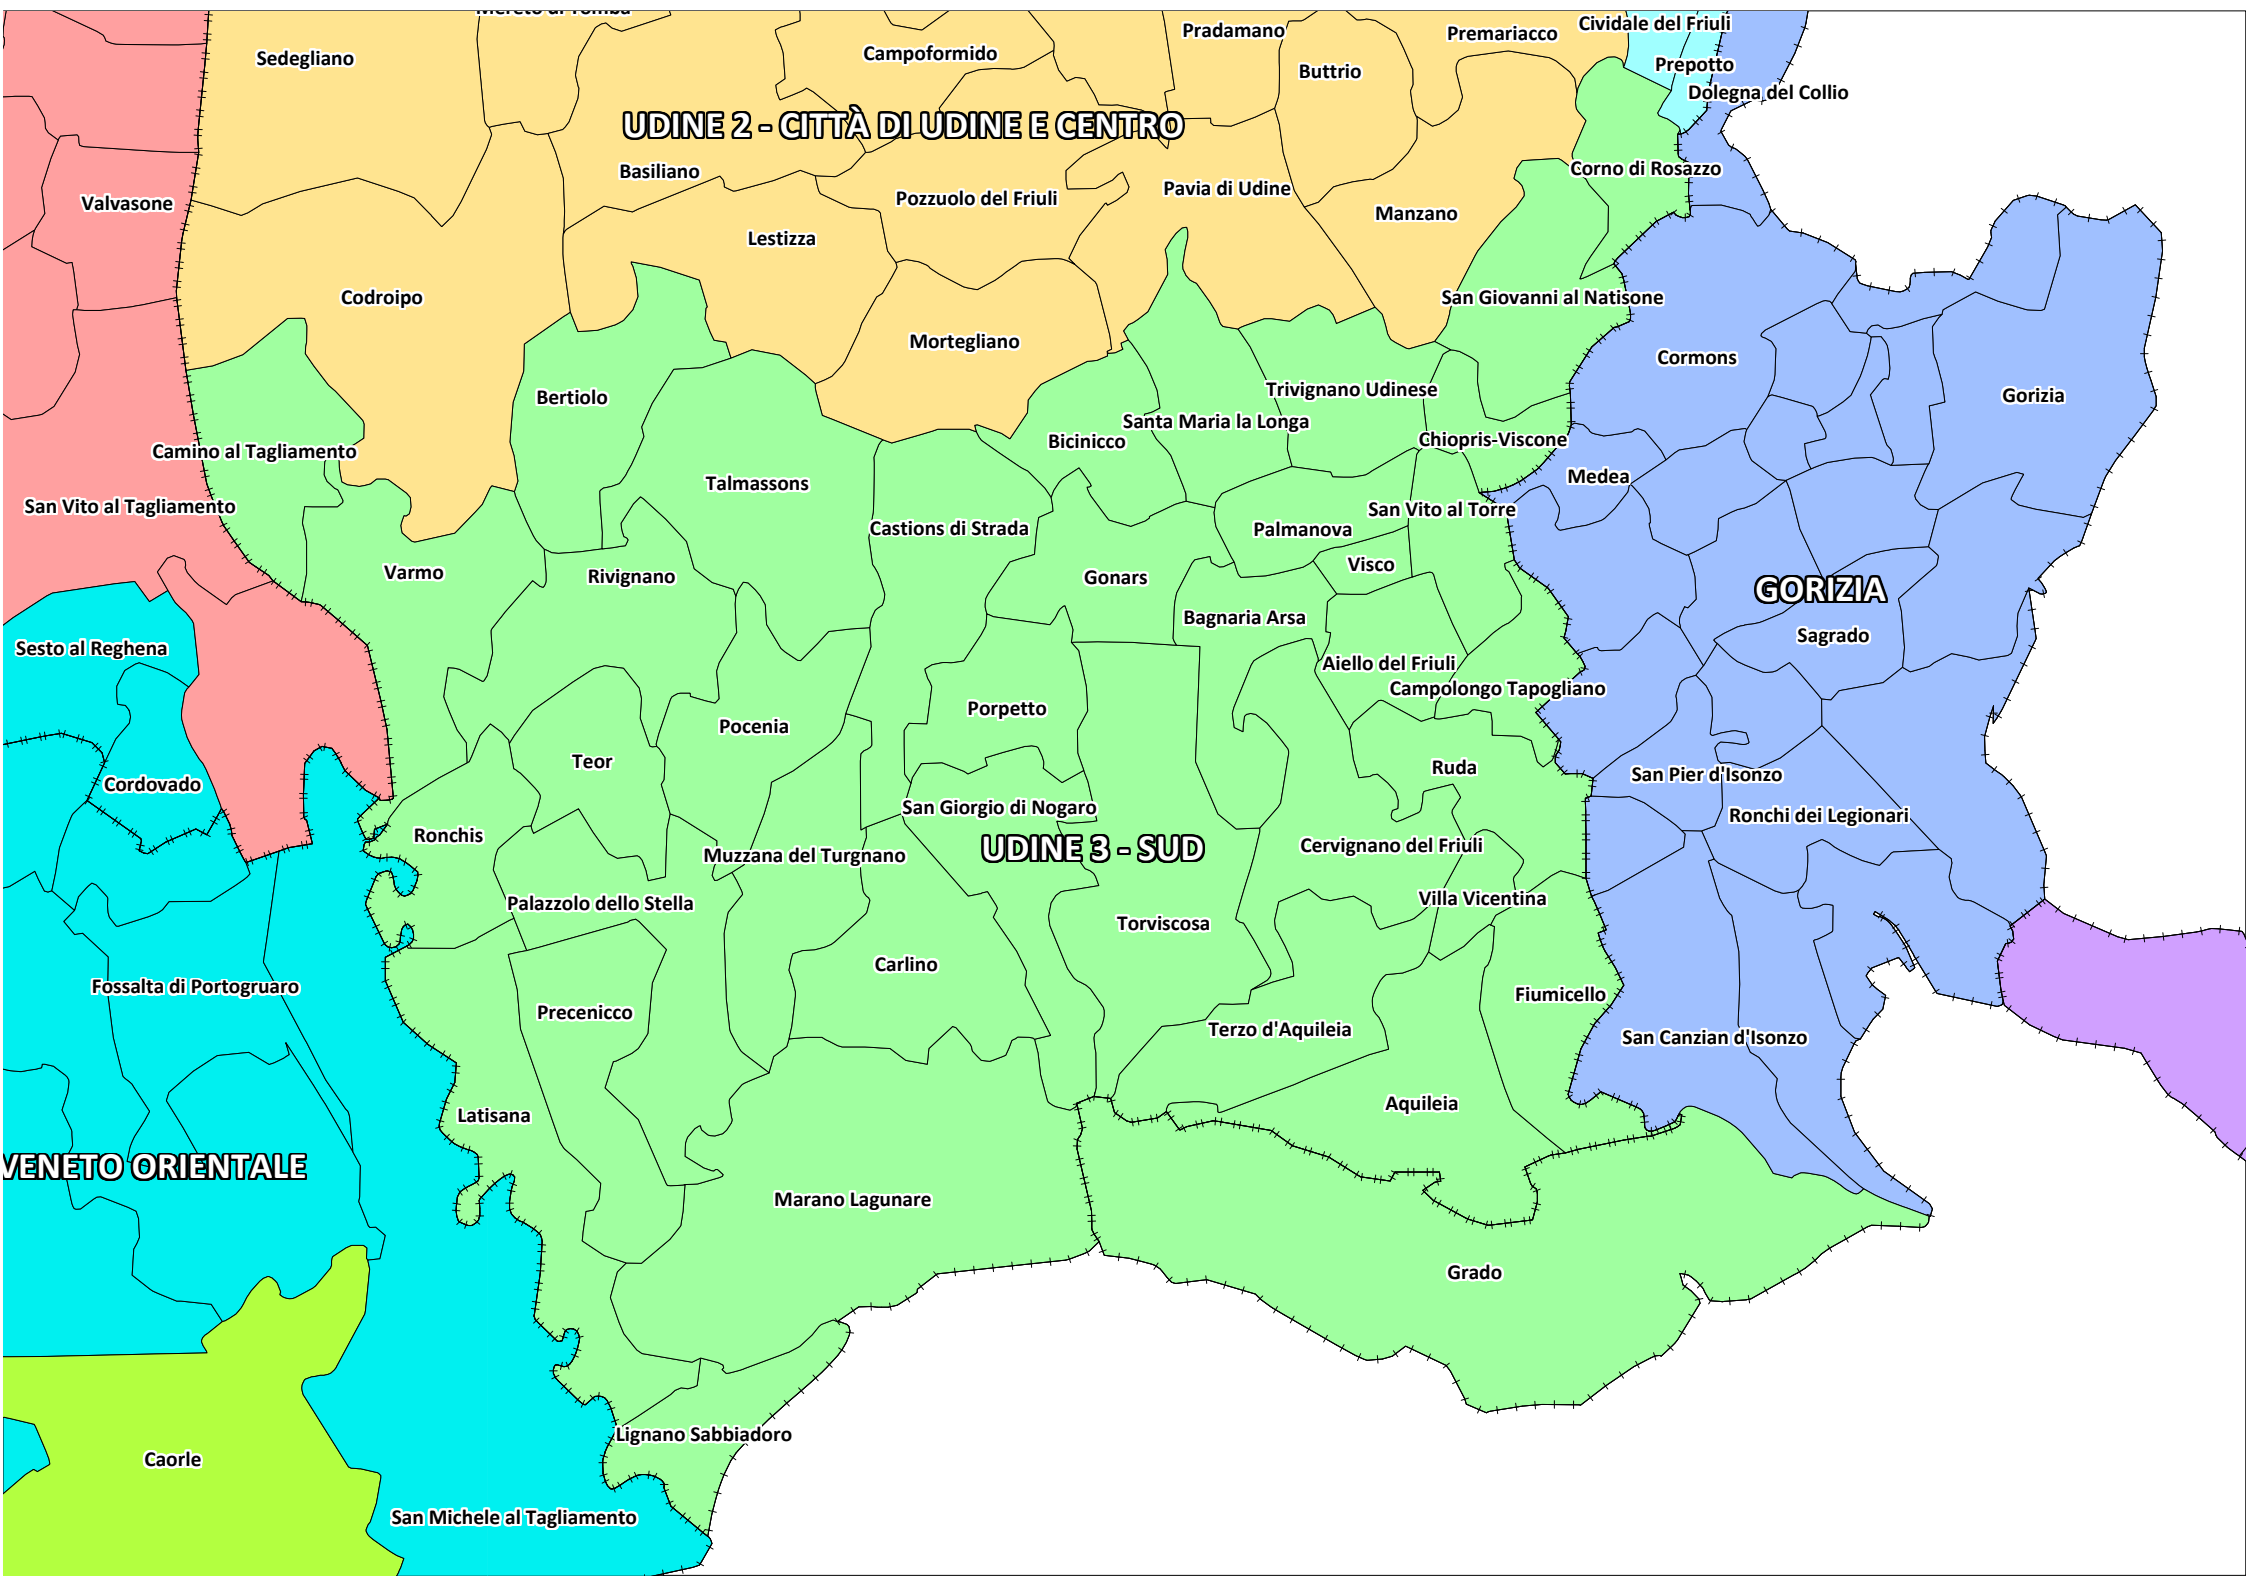 Mereto di Tomba
Pradamano
Cividale del Friuli
Premariacco
Sedegliano
Campoformido
Buttrio
Prepotto
Dolegna del Collio
UDINE 2 - CITTÀ DI UDINE E CENTRO
Basiliano
Corno di Rosazzo
Valvasone
Pozzuolo del Friuli
Pavia di Udine
Manzano
Lestizza
Codroipo
San Giovanni al Natisone
Mortegliano
Cormons
Bertiolo
Trivignano Udinese
Gorizia
Santa Maria la Longa
Bicinicco
Chiopris-Viscone
Camino al Tagliamento
Talmassons
Medea
San Vito al Tagliamento
San Vito al Torre
Castions di Strada
Palmanova
Varmo
Rivignano
Gonars
Visco
GORIZIA
Bagnaria Arsa
Sagrado
Sesto al Reghena
Aiello del Friuli
Campolongo Tapogliano
Porpetto
Pocenia
Teor
Ruda
San Pier d'Isonzo
Cordovado
San Giorgio di Nogaro
Ronchi dei Legionari
Ronchis
UDINE 3 - SUD
Cervignano del Friuli
Muzzana del Turgnano
Palazzolo dello Stella
Villa Vicentina
Torviscosa
Carlino
Fossalta di Portogruaro
Fiumicello
Precenicco
Terzo d'Aquileia
San Canzian d'Isonzo
Latisana
Aquileia
VENETO ORIENTALE
Marano Lagunare
Grado
Lignano Sabbiadoro
Caorle
San Michele al Tagliamento